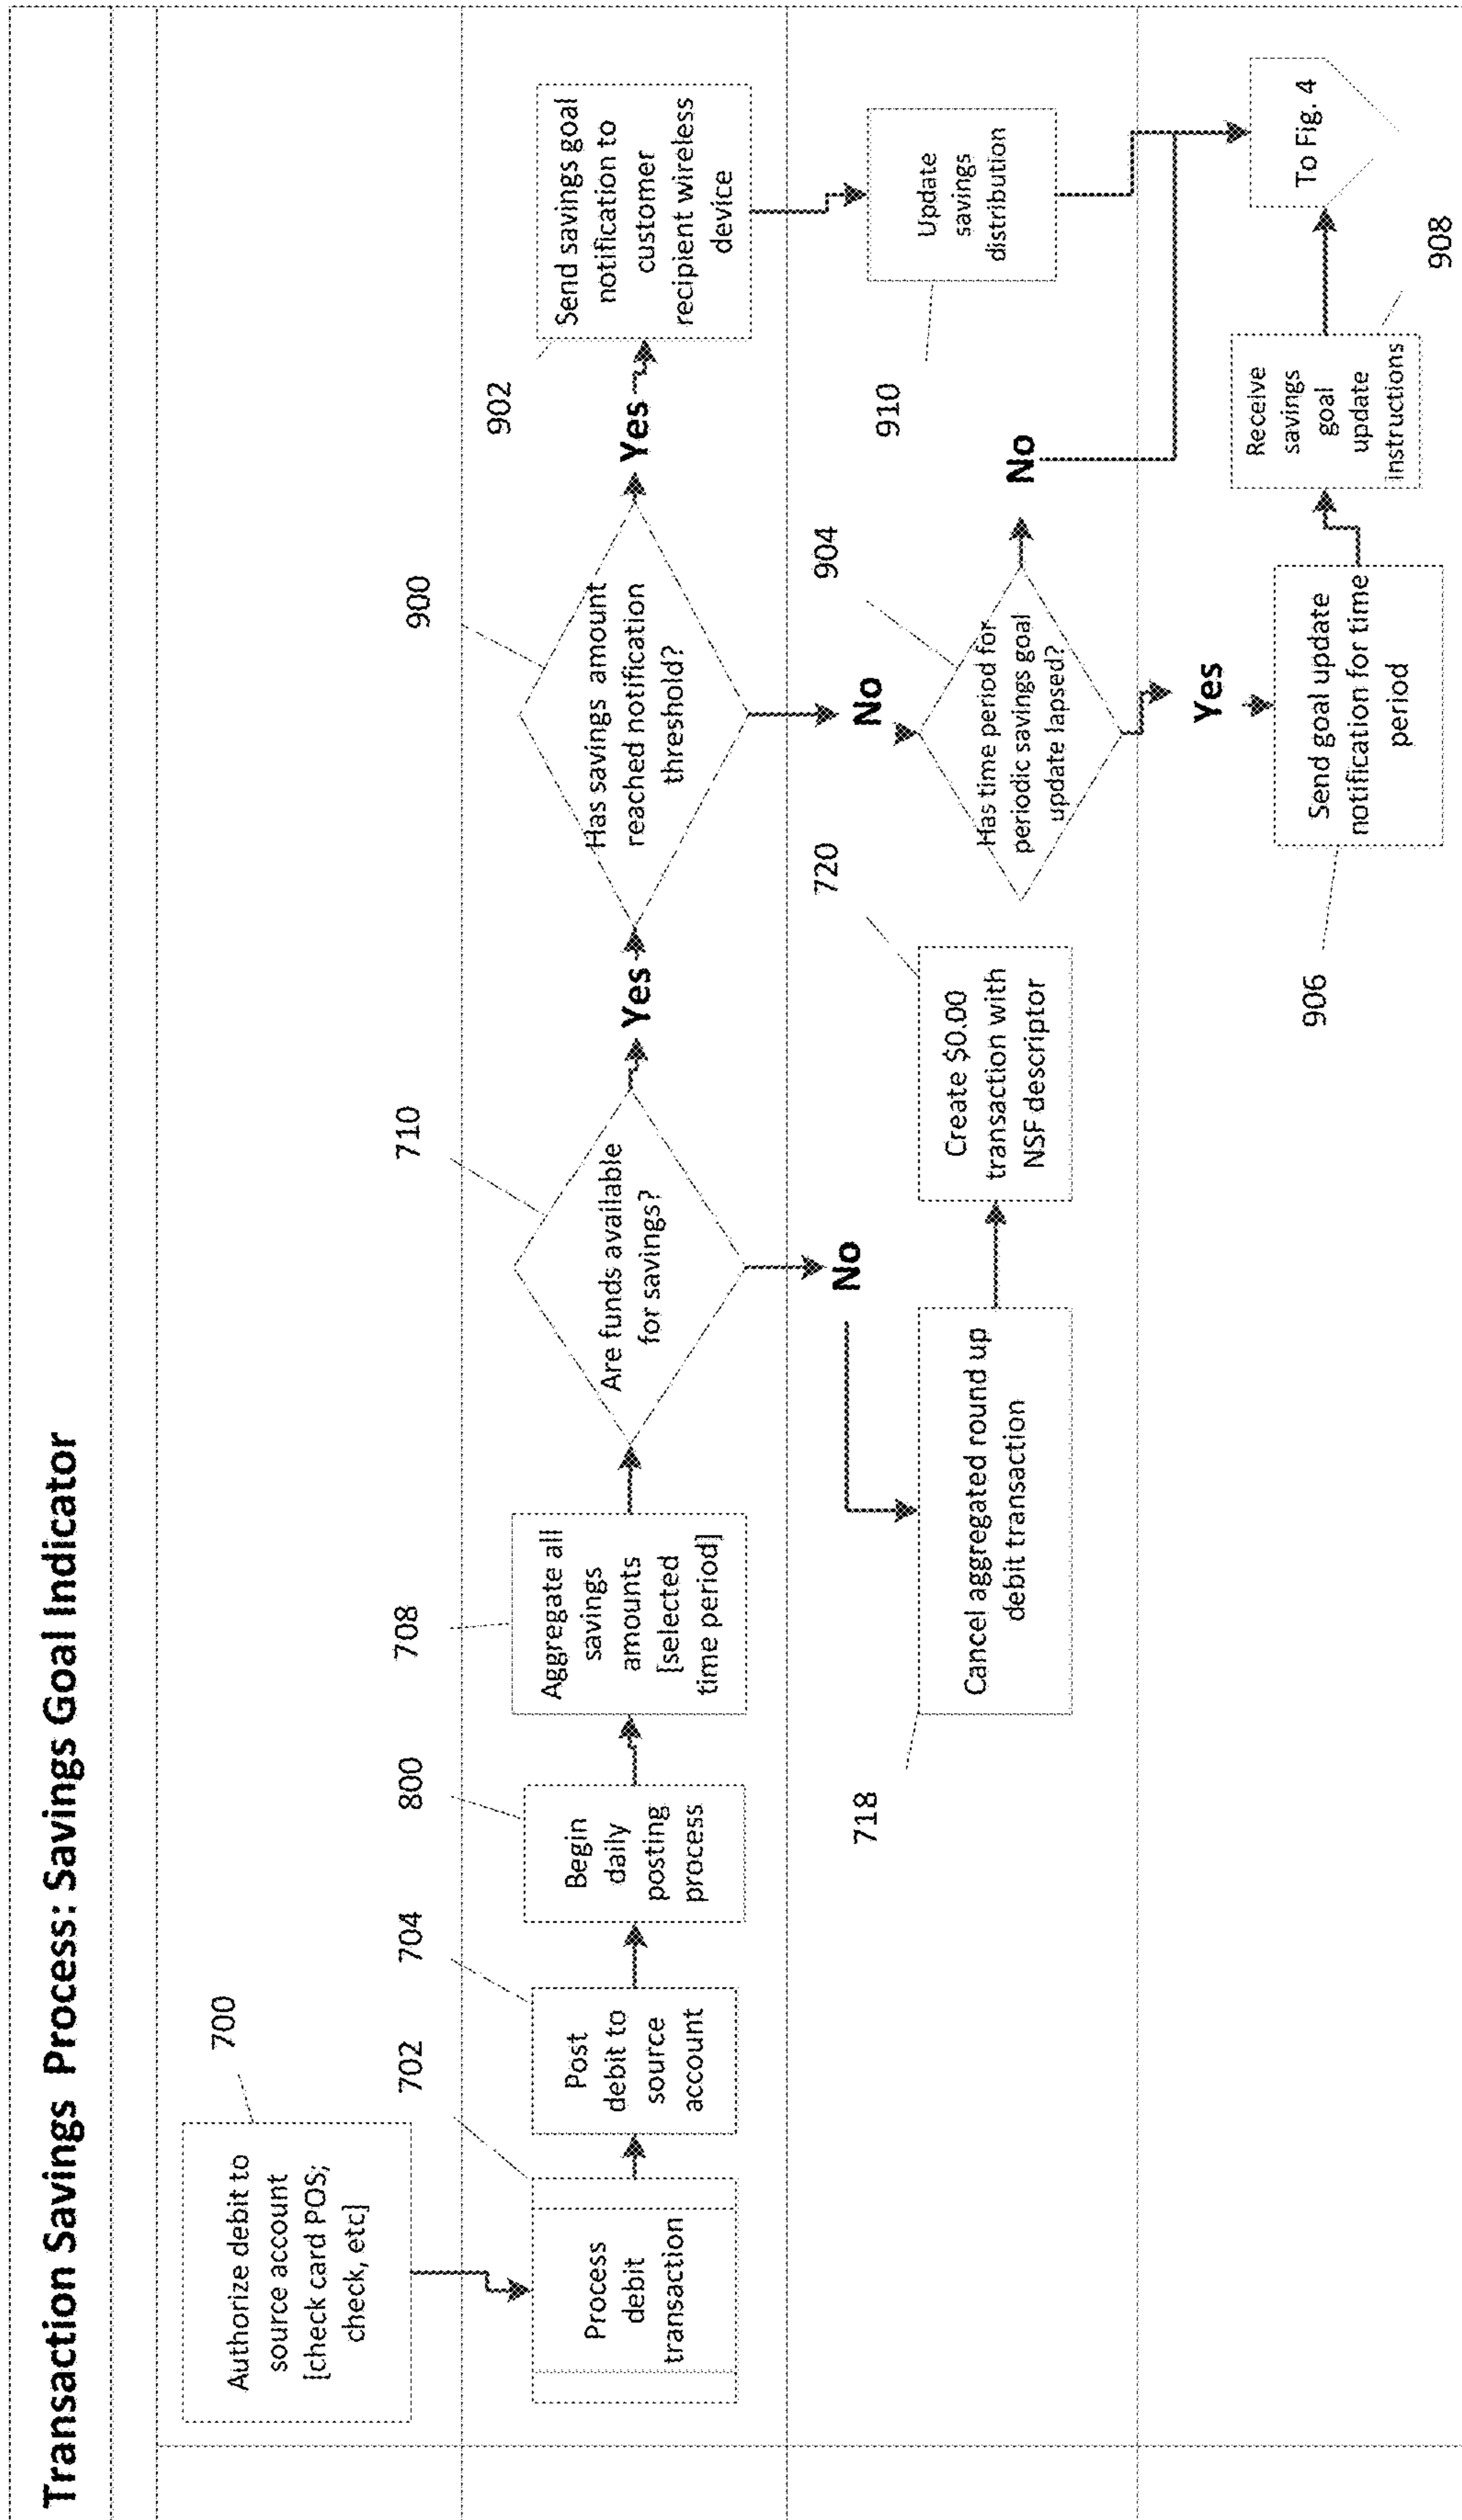 Transaction Savings Process: Savings Goal Indicator
700
Authorize debit to
source account
[check card POS;
check, etc]
702
Process
debit
transaction
704
Post
debit to
source
account
800
Begin
daily
posting
process
708
Aggregate all
savings
amounts
[selected
time period]
710
Are funds available
for savings?
Yes
No
718
Cancel aggregated round up
debit transaction
720
Create $0.00
transaction with
NSF descriptor
900
Has savings amount
reached notification
threshold?
Yes
No
902
Send savings goal
notification to
customer
recipient wireless
device
904
Has time period for
periodic savings goal
update lapsed?
No
Yes
910
Update
savings
distribution
906
Send goal update
notification for time
period
908
Receive
savings
goal
update
instructions
To Fig. 4